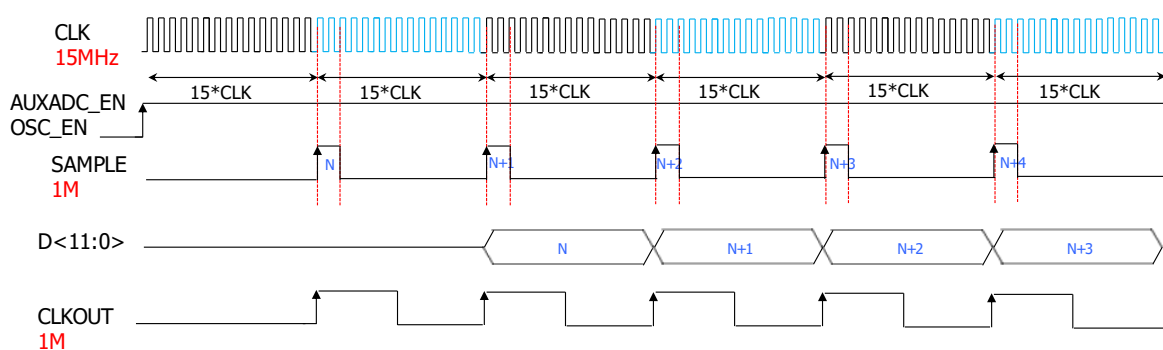 CLK
15MHz
15*CLK 15*CLK 15*CLK 15*CLK 15*CLK 15*CLK
AUXADC_EN
OSC_EN
SAMPLE
1M
N N+1 N+2 N+3 N+4
D<11:0>
N N+1 N+2 N+3
CLKOUT
1M